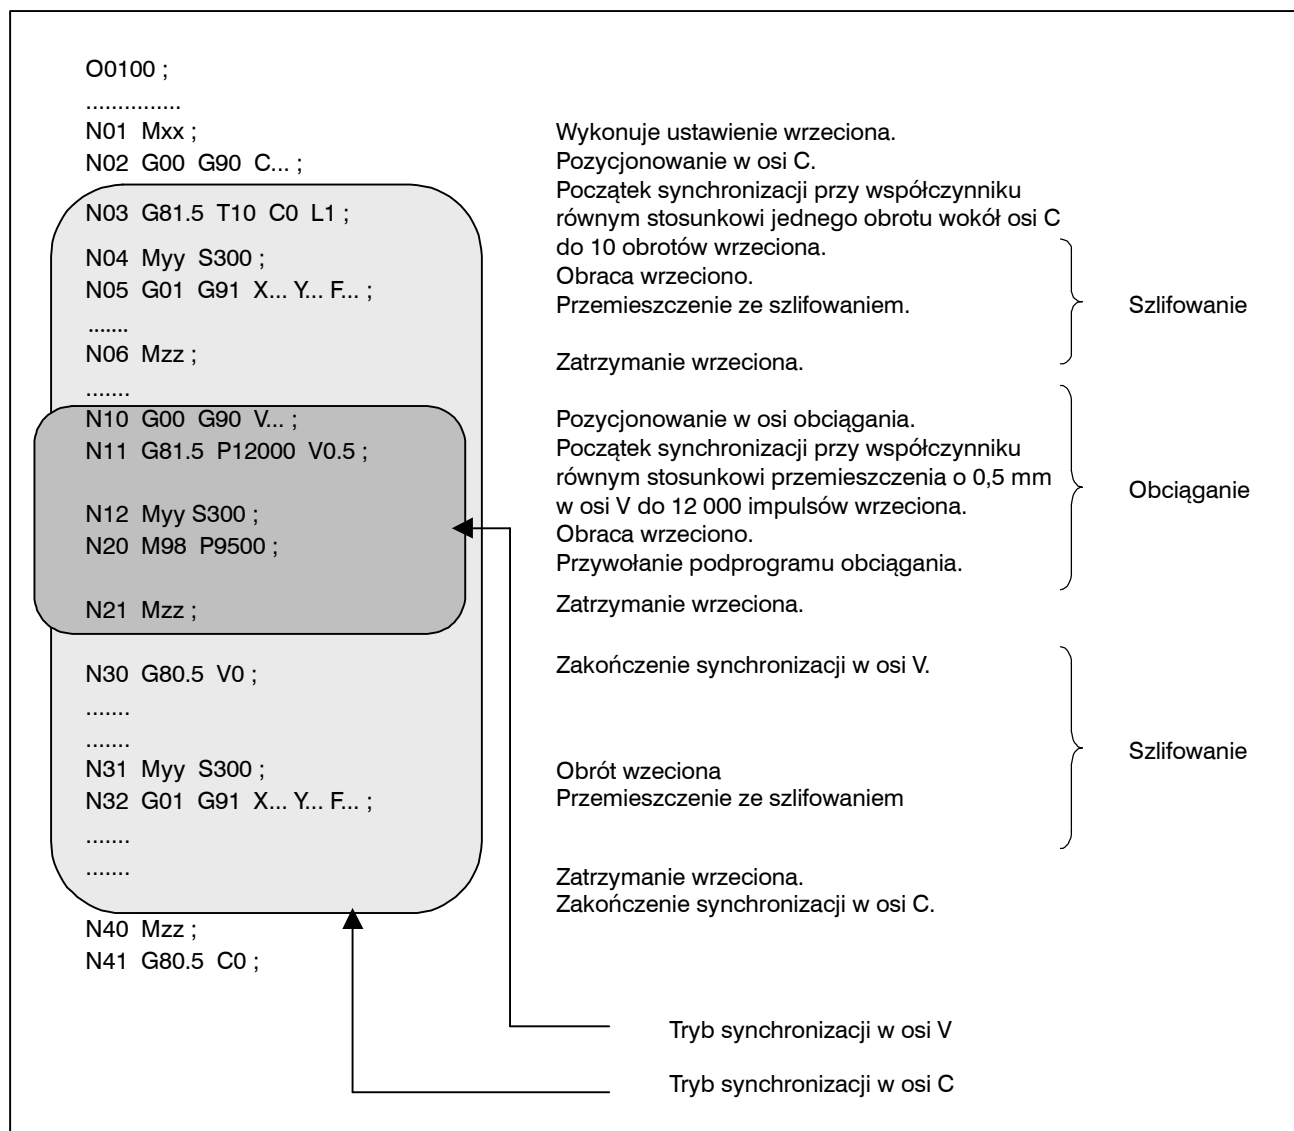 O0100 ;
...............
N01 Mxx ;
Wykonuje ustawienie wrzeciona.
N02 G00 G90 C... ;
Pozycjonowanie w osi C.
N03 G81.5 T10 C0 L1 ;
Początek synchronizacji przy współczynniku
równym stosunkowi jednego obrotu wokół osi C
do 10 obrotów wrzeciona.
N04 Myy S300 ;
Obraca wrzeciono.
N05 G01 G91 X... Y... F... ;
Przemieszczenie ze szlifowaniem.
Szlifowanie
.......
N06 Mzz ;
Zatrzymanie wrzeciona.
.......
N10 G00 G90 V... ;
Pozycjonowanie w osi obciągania.
N11 G81.5 P12000 V0.5 ;
Początek synchronizacji przy współczynniku
równym stosunkowi przemieszczenia o 0,5 mm
w osi V do 12 000 impulsów wrzeciona.
Obciąganie
N12 Myy S300 ;
Obraca wrzeciono.
N20 M98 P9500 ;
Przywołanie podprogramu obciągania.
N21 Mzz ;
Zatrzymanie wrzeciona.
N30 G80.5 V0 ;
Zakończenie synchronizacji w osi V.
.......
.......
Szlifowanie
N31 Myy S300 ;
Obrót wzeciona
N32 G01 G91 X... Y... F... ;
Przemieszczenie ze szlifowaniem
.......
.......
Zatrzymanie wrzeciona.
Zakończenie synchronizacji w osi C.
N40 Mzz ;
N41 G80.5 C0 ;
Tryb synchronizacji w osi V
Tryb synchronizacji w osi C